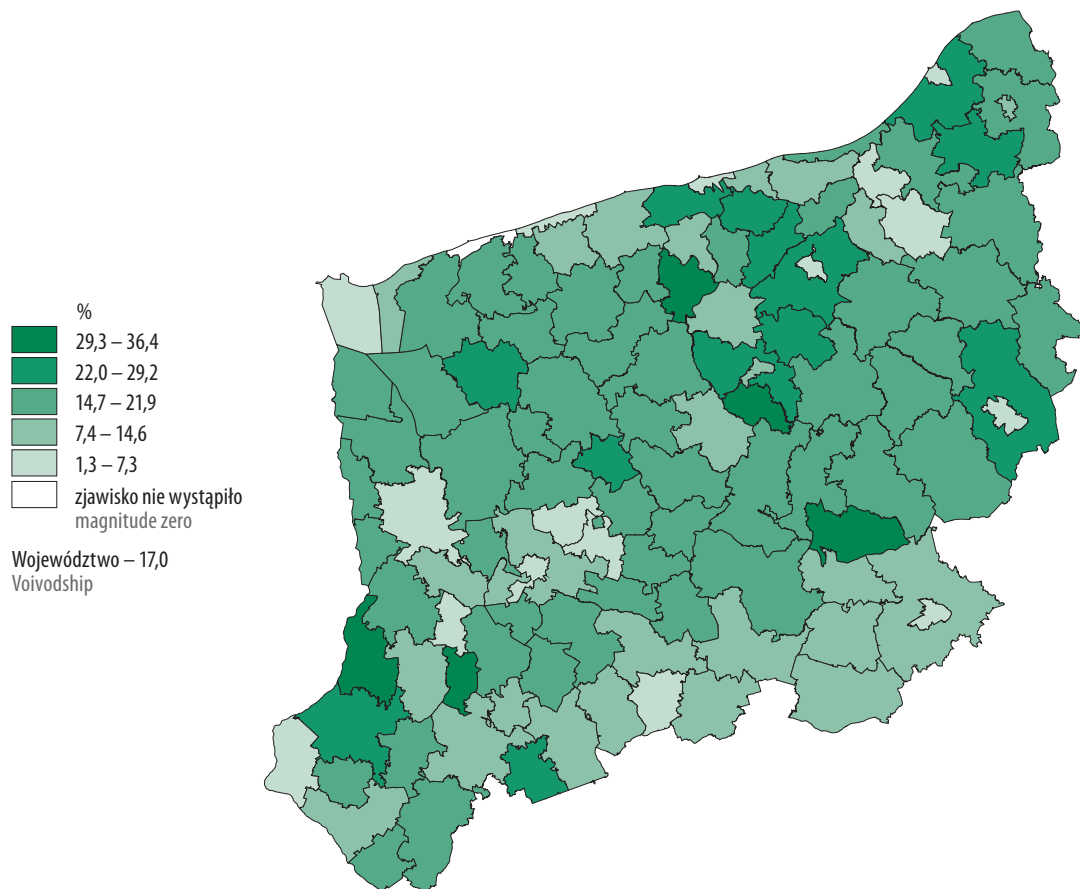 %
29,3 – 36,4
22,0 – 29,2
14,7 – 21,9
7,4 – 14,6
1,3 – 7,3
zjawisko nie wystąpiło
magnitude zero
Województwo – 17,0
Voivodship